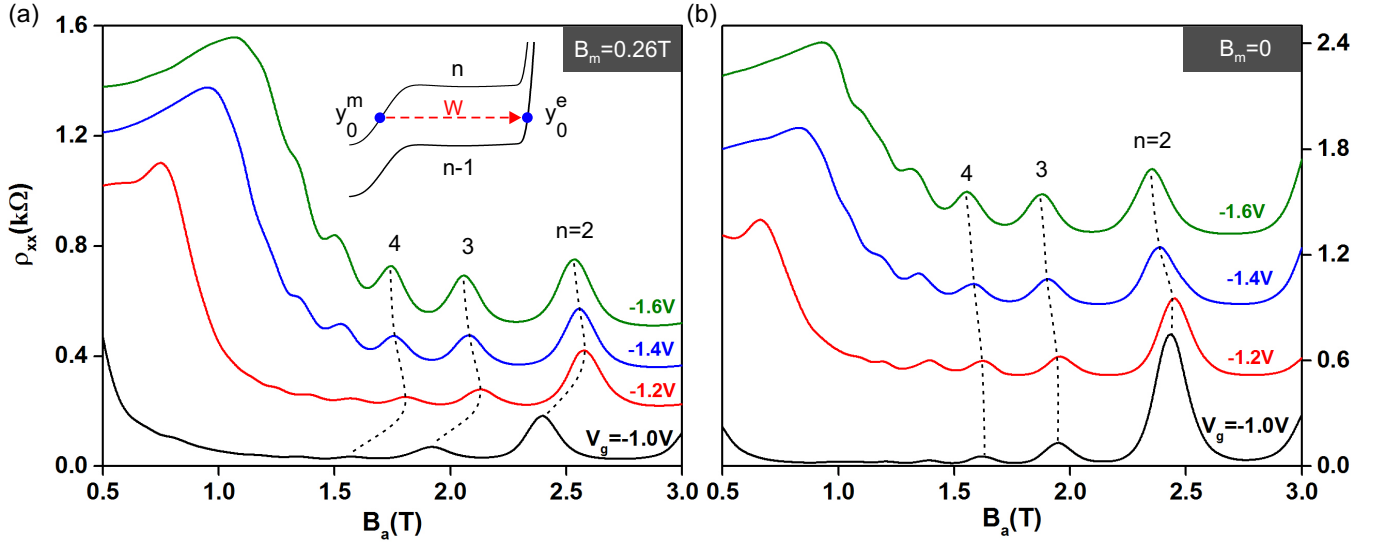 (a)
B_m=0.26T
ρ_xx(kΩ)
1.6
1.2
0.8
0.4
0.0
n
y_0^m
W
y_0^e
n-1
4
3
n=2
-1.6V
-1.4V
-1.2V
V_g=-1.0V
0.5 1.0 1.5 2.0 2.5 3.0
B_a(T)
(b)
B_m=0
4
3
n=2
-1.6V
-1.4V
-1.2V
V_g=-1.0V
2.4
1.8
1.2
0.6
0.0
0.5 1.0 1.5 2.0 2.5 3.0
B_a(T)